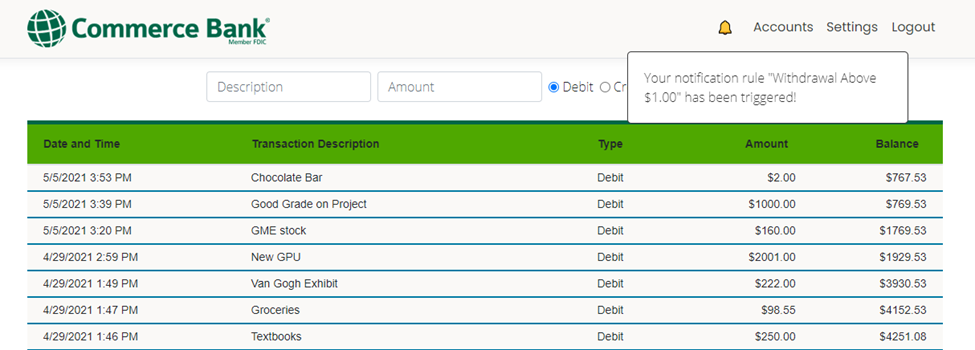 Commerce Bank®
Member FDIC
Accounts Settings Logout
Your notification rule "Withdrawal Above
$1.00" has been triggered!
Description Amount Debit Cr
Date and Time Transaction Description Type Amount Balance
5/5/2021 3:53 PM Chocolate Bar Debit $2.00 $767.53
5/5/2021 3:39 PM Good Grade on Project Debit $1000.00 $769.53
5/5/2021 3:20 PM GME stock Debit $160.00 $1769.53
4/29/2021 2:59 PM New GPU Debit $2001.00 $1929.53
4/29/2021 1:49 PM Van Gogh Exhibit Debit $222.00 $3930.53
4/29/2021 1:47 PM Groceries Debit $98.55 $4152.53
4/29/2021 1:46 PM Textbooks Debit $250.00 $4251.08